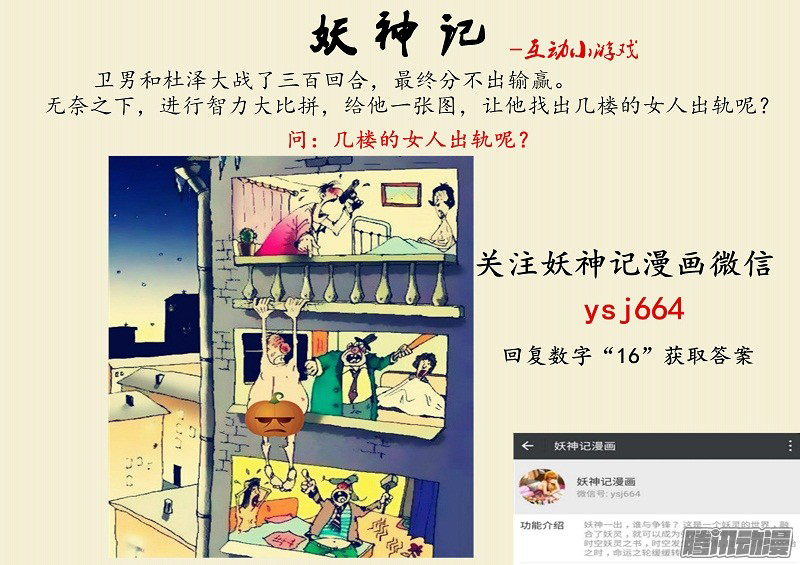 妖神记
-互动小游戏
卫男和杜泽大战了三百回合，最终分不出输赢。
无奈之下，进行智力大比拼，给他一张图，让他找出几楼的女人出轨呢？
问：几楼的女人出轨呢？
关注妖神记漫画微信
ysj664
回复数字“16”获取答案
妖神记漫画
妖神记漫画
微信号: ysj664
功能介绍
妖神一出，谁与争锋？这是一个妖灵的世界，融
合了妖灵，就可以成为
时空妖灵之书，时空
之时，命运之轮缓缓
腾讯动漫